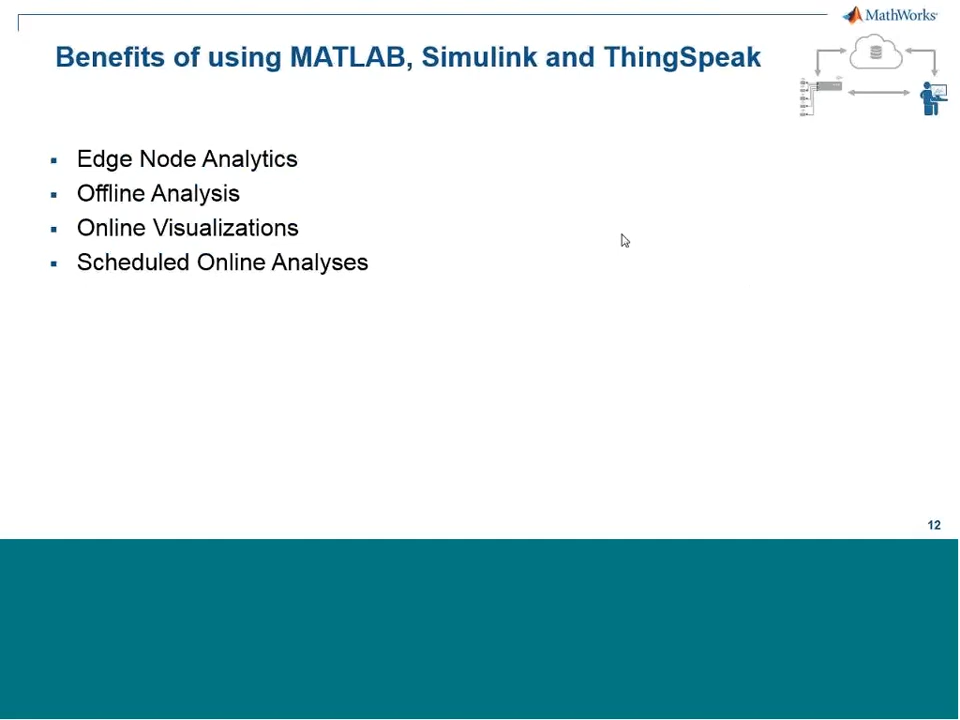 MathWorks
Benefits of using MATLAB, Simulink and ThingSpeak
Edge Node Analytics
Offline Analysis
Online Visualizations
Scheduled Online Analyses
12